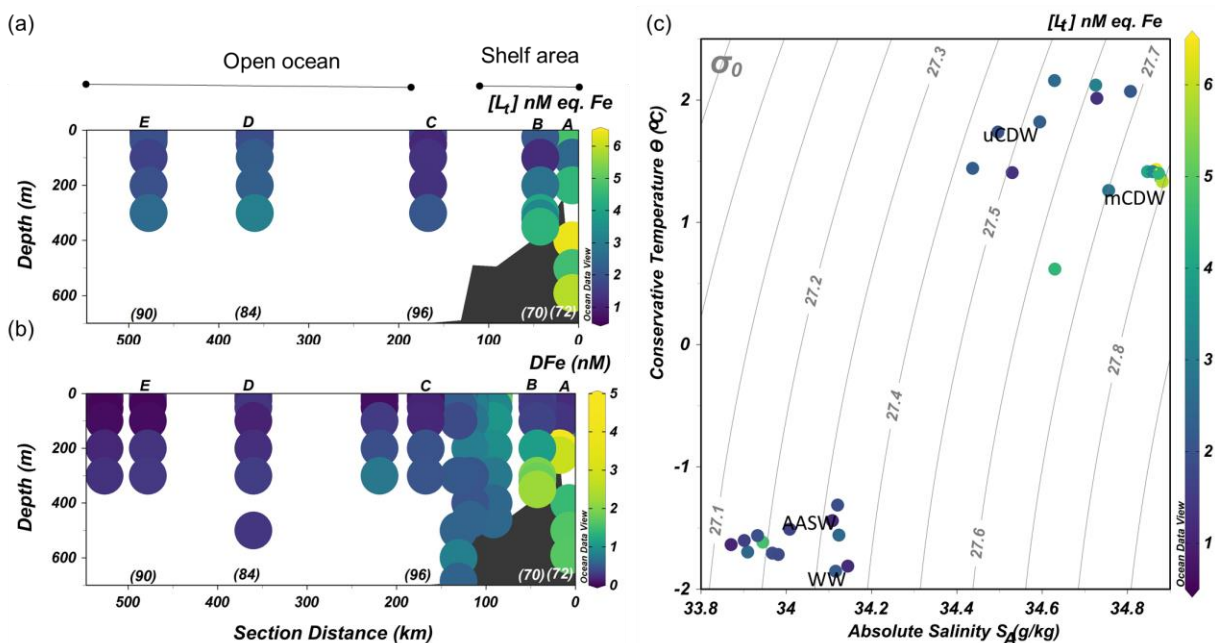 (a)
Open ocean
Shelf area
[Lt] nM eq. Fe
E D C B A
0
200
400
600
Depth (m)
6
5
4
3
2
1
Ocean Data View
(90) (84) (96) (70) (72)
500 400 300 200 100 0
(b)
DFe (nM)
E D C B A
0
200
400
600
Depth (m)
5
4
3
2
1
0
Ocean Data View
(90) (84) (96) (70) (72)
500 400 300 200 100 0
Section Distance (km)
(c)
[Lt] nM eq. Fe
σ0
27.3
27.7
2
uCDW
mCDW
1
27.5
27.2
0
27.8
27.4
-1
27.1
AASW
27.6
WW
-2
Conservative Temperature Θ (ºC)
33.8 34 34.2 34.4 34.6 34.8
Absolute Salinity SA(g/kg)
6
5
4
3
2
1
Ocean Data View